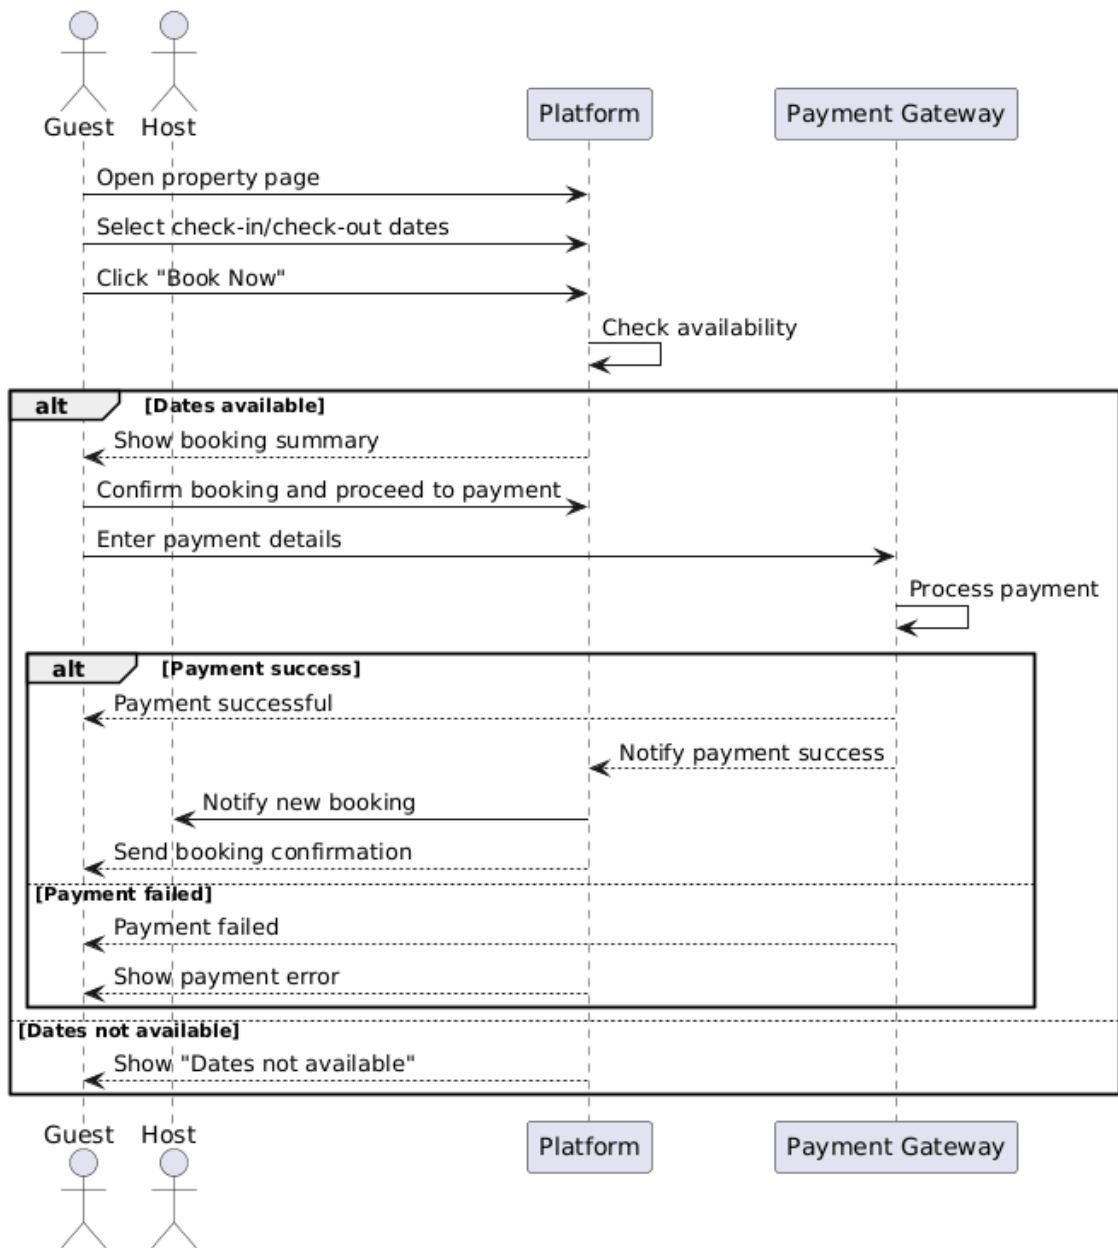 Guest Host Platform Payment Gateway
Open property page
Select check-in/check-out dates
Click "Book Now"
Check availability
alt [Dates available]
Show booking summary
Confirm booking and proceed to payment
Enter payment details
Process payment
alt [Payment success]
Payment successful
Notify payment success
Notify new booking
Send booking confirmation
[Payment failed]
Payment failed
Show payment error
[Dates not available]
Show "Dates not available"
Guest Host Platform Payment Gateway